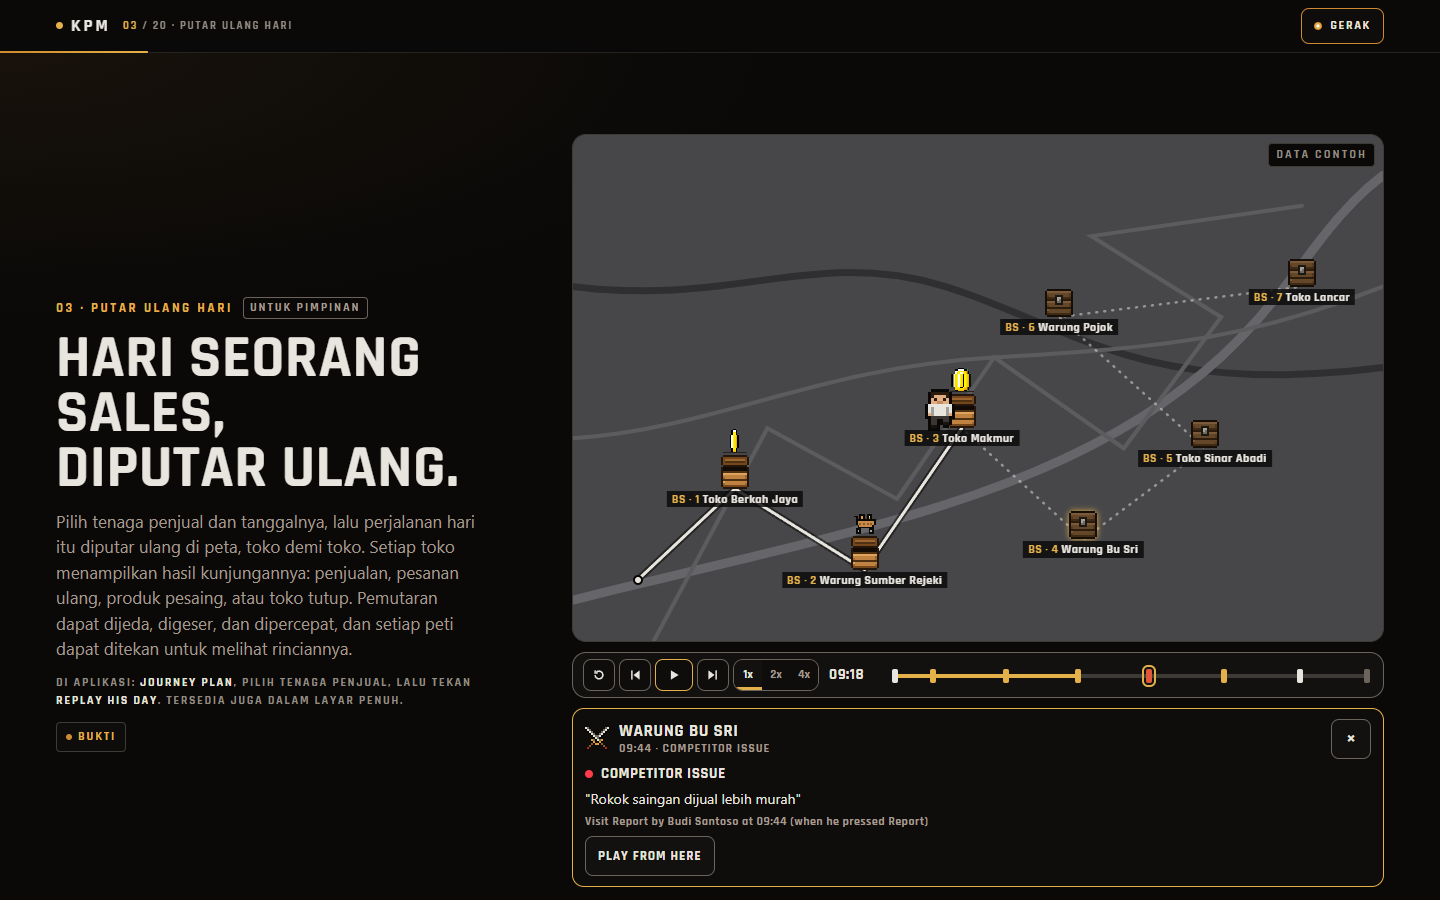 KPM 03 / 20 · PUTAR ULANG HARI
GERAK
03 · PUTAR ULANG HARI UNTUK PIMPINAN
HARI SEORANG
SALES,
DIPUTAR ULANG.
Pilih tenaga penjual dan tanggalnya, lalu perjalanan hari
itu diputar ulang di peta, toko demi toko. Setiap toko
menampilkan hasil kunjungannya: penjualan, pesanan
ulang, produk pesaing, atau toko tutup. Pemutaran
dapat dijeda, digeser, dan dipercepat, dan setiap peti
dapat ditekan untuk melihat rinciannya.
DI APLIKASI: JOURNEY PLAN, PILIH TENAGA PENJUAL, LALU TEKAN
REPLAY HIS DAY. TERSEDIA JUGA DALAM LAYAR PENUH.
BUKTI
DATA CONTOH
BS · 7 Toko Lancar
BS · 6 Warung Pojok
BS · 3 Toko Makmur
BS · 5 Toko Sinar Abadi
BS · 1 Toko Berkah Jaya
BS · 4 Warung Bu Sri
BS · 2 Warung Sumber Rejeki
1x 2x 4x 09:18
WARUNG BU SRI
09:44 · COMPETITOR ISSUE
COMPETITOR ISSUE
"Rokok saingan dijual lebih murah"
Visit Report by Budi Santoso at 09:44 (when he pressed Report)
PLAY FROM HERE